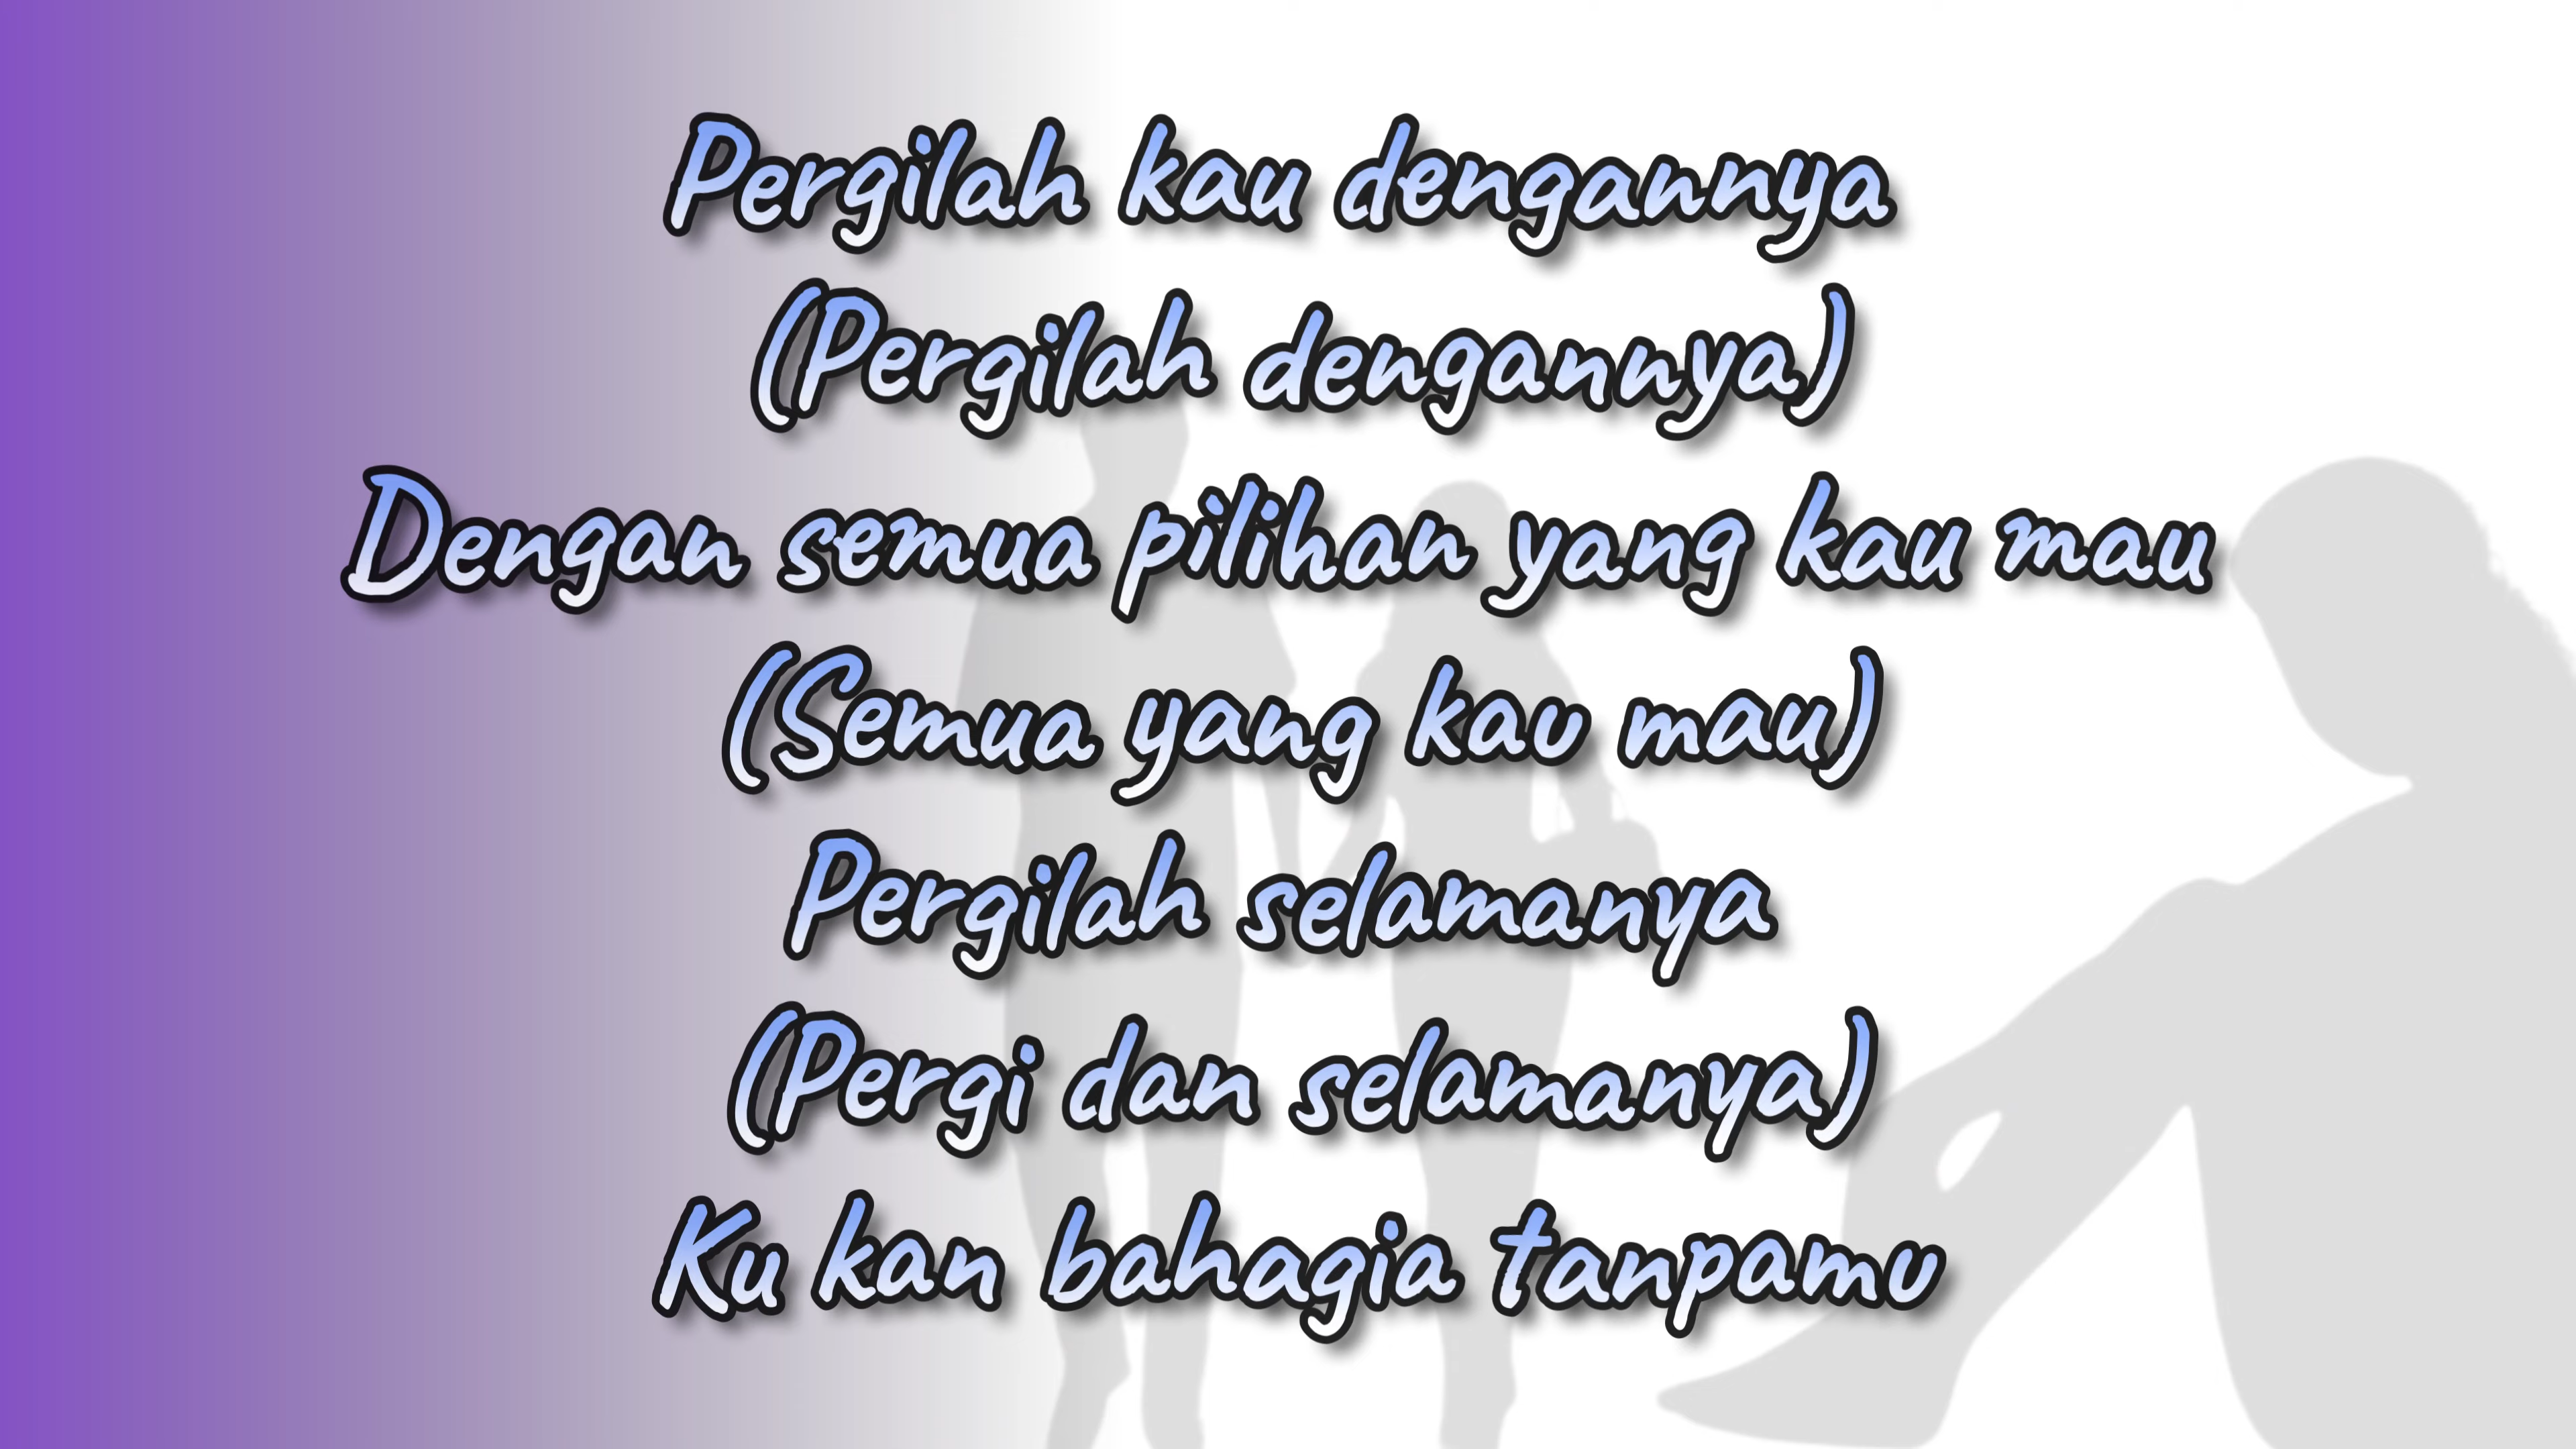 Pergilah kau dengannya
(Pergilah dengannya)
Dengan semua pilihan yang kau mau
(Semua yang kau mau)
Pergilah selamanya
(Pergi dan selamanya)
Ku kan bahagia tanpamu